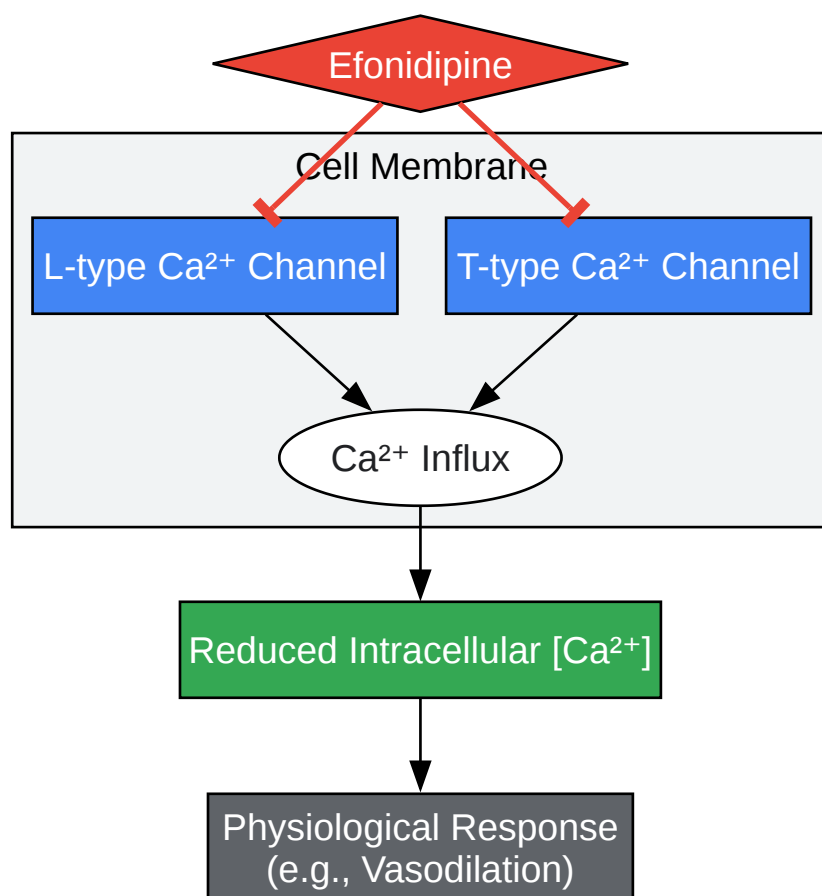 Efonidipine
Cell Membrane
L-type Ca²⁺ Channel
T-type Ca²⁺ Channel
Ca²⁺ Influx
Reduced Intracellular [Ca²⁺]
Physiological Response
(e.g., Vasodilation)